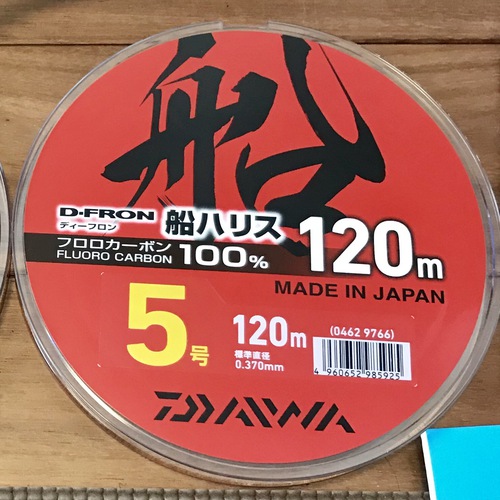 船
D-FRON 船ハリス
ディーフロン
フロロカーボン 100%
FLUORO CARBON
120m
MADE IN JAPAN
5号
120m
標準直径
0.370mm
(0462 9766)
4 960652 985925
DAIWA